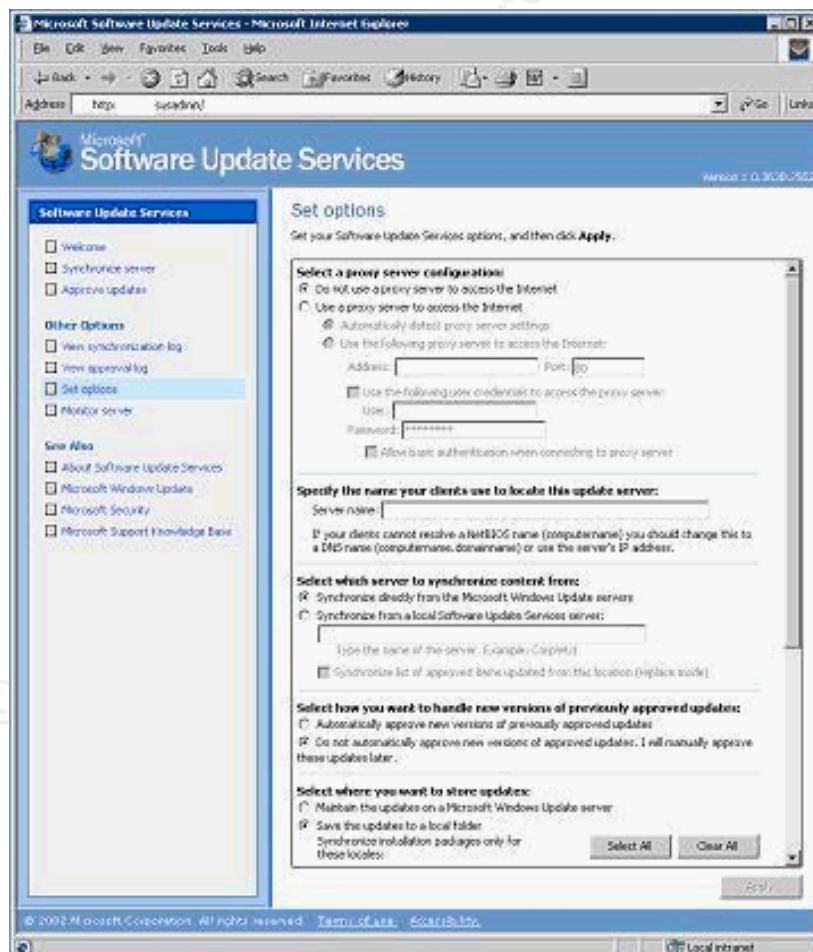 Microsoft Software Update Services - Microsoft Internet Explorer
File Edit View Favorites Tools Help
Back Search Favorites History
Address http: susadmin/ Go Links
Microsoft
Software Update Services
Software Update Services
Welcome
Synchronize server
Approve updates
Other Options
View synchronization log
View approval log
Set options
Monitor server
See Also
About Software Update Services
Microsoft Windows Update
Microsoft Security
Microsoft Support Knowledge Base
Set options
Set your Software Update Services options, and then click Apply.
Select a proxy server configuration:
Do not use a proxy server to access the Internet
Use a proxy server to access the Internet
Automatically detect proxy server settings
Use the following proxy server to access the Internet:
Address: Port: 80
Use the following user credentials to access the proxy server:
User:
Password: ********
Allow basic authentication when connecting to proxy server
Specify the name your clients use to locate this update server:
Server name:
If your clients cannot resolve a NetBIOS name (computername) you should change this to
a DNS name (computername.domainname) or use the server's IP address.
Select which server to synchronize content from:
Synchronize directly from the Microsoft Windows Update servers
Synchronize from a local Software Update Services server:
Type the name of the server. Example:
Synchronize list of approved items updated from this location (replace mode)
Select how you want to handle new versions of previously approved updates:
Automatically approve new versions of previously approved updates
Do not automatically approve new versions of approved updates. I will manually approve
these updates later.
Select where you want to store updates:
Maintain the updates on a Microsoft Windows Update server
Save the updates to a local folder
Synchronize installation packages only for
these locales:
Select All Clear All
Apply
© 2002 Microsoft Corporation. All rights reserved. Terms of use. Accessibility.
Local intranet